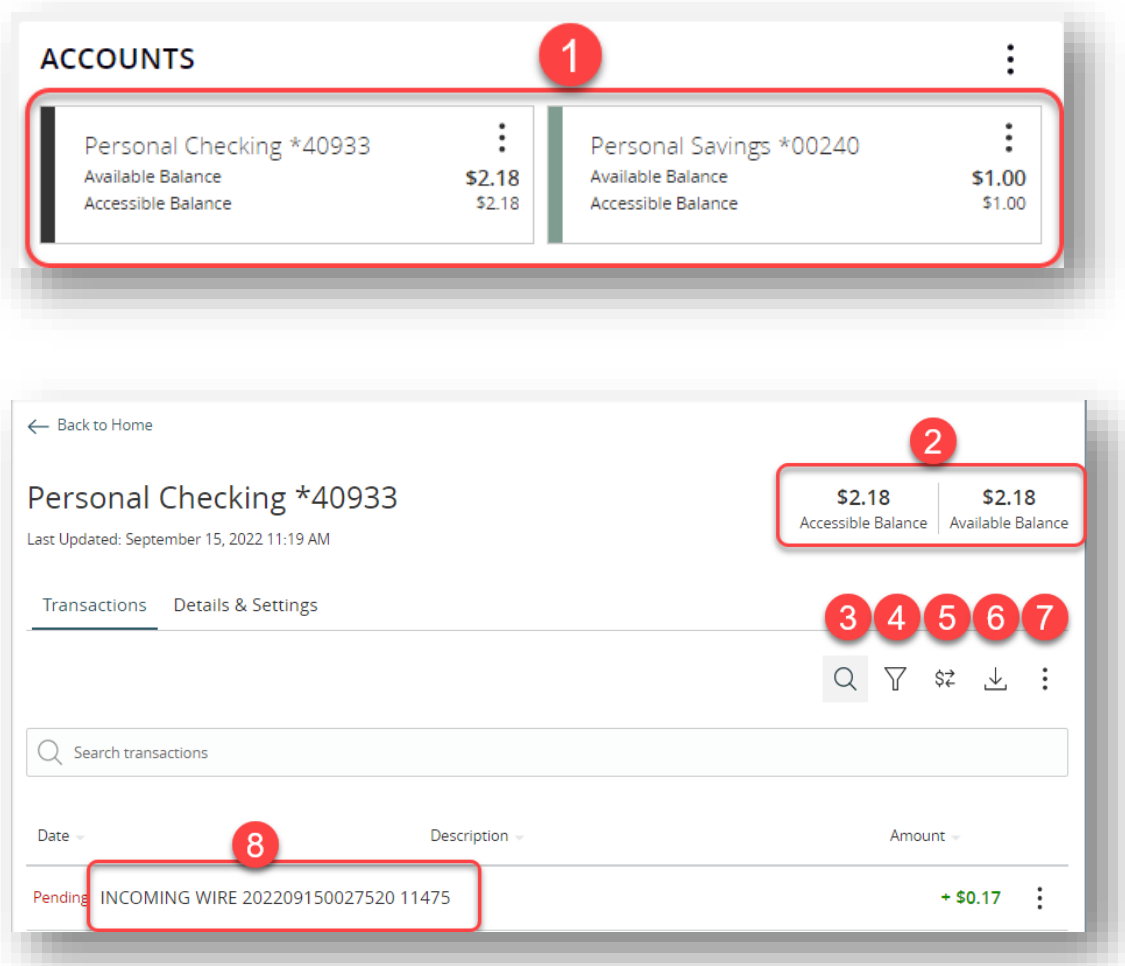 ACCOUNTS
1
Personal Checking *40933
Available Balance $2.18
Accessible Balance $2.18
Personal Savings *00240
Available Balance $1.00
Accessible Balance $1.00
Back to Home
2
Personal Checking *40933
$2.18 $2.18
Accessible Balance Available Balance
Last Updated: September 15, 2022 11:19 AM
Transactions Details & Settings
3 4 5 6 7
$
Search transactions
Date Description Amount
8
Pending INCOMING WIRE 202209150027520 11475 + $0.17